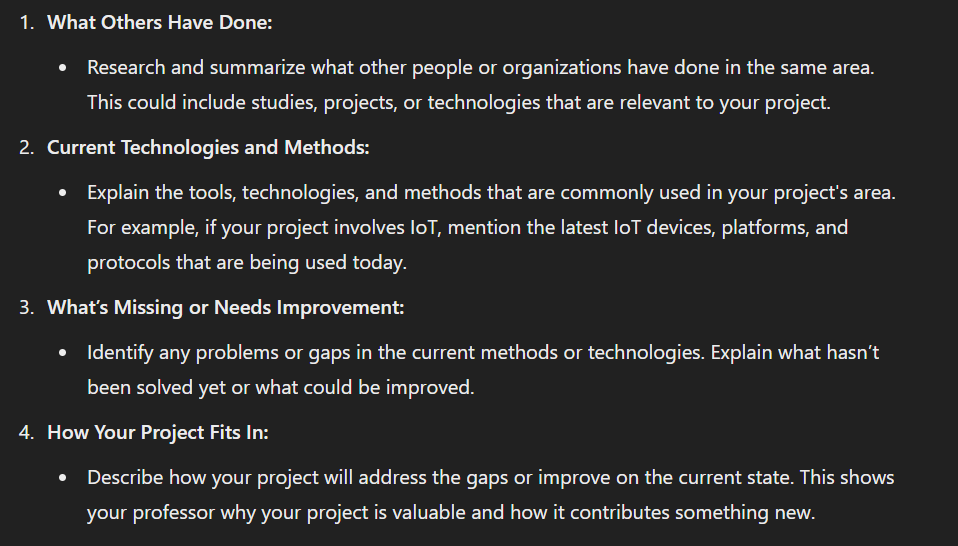 1. What Others Have Done:
• Research and summarize what other people or organizations have done in the same area.
This could include studies, projects, or technologies that are relevant to your project.
2. Current Technologies and Methods:
• Explain the tools, technologies, and methods that are commonly used in your project's area.
For example, if your project involves IoT, mention the latest IoT devices, platforms, and
protocols that are being used today.
3. What’s Missing or Needs Improvement:
• Identify any problems or gaps in the current methods or technologies. Explain what hasn’t
been solved yet or what could be improved.
4. How Your Project Fits In:
• Describe how your project will address the gaps or improve on the current state. This shows
your professor why your project is valuable and how it contributes something new.